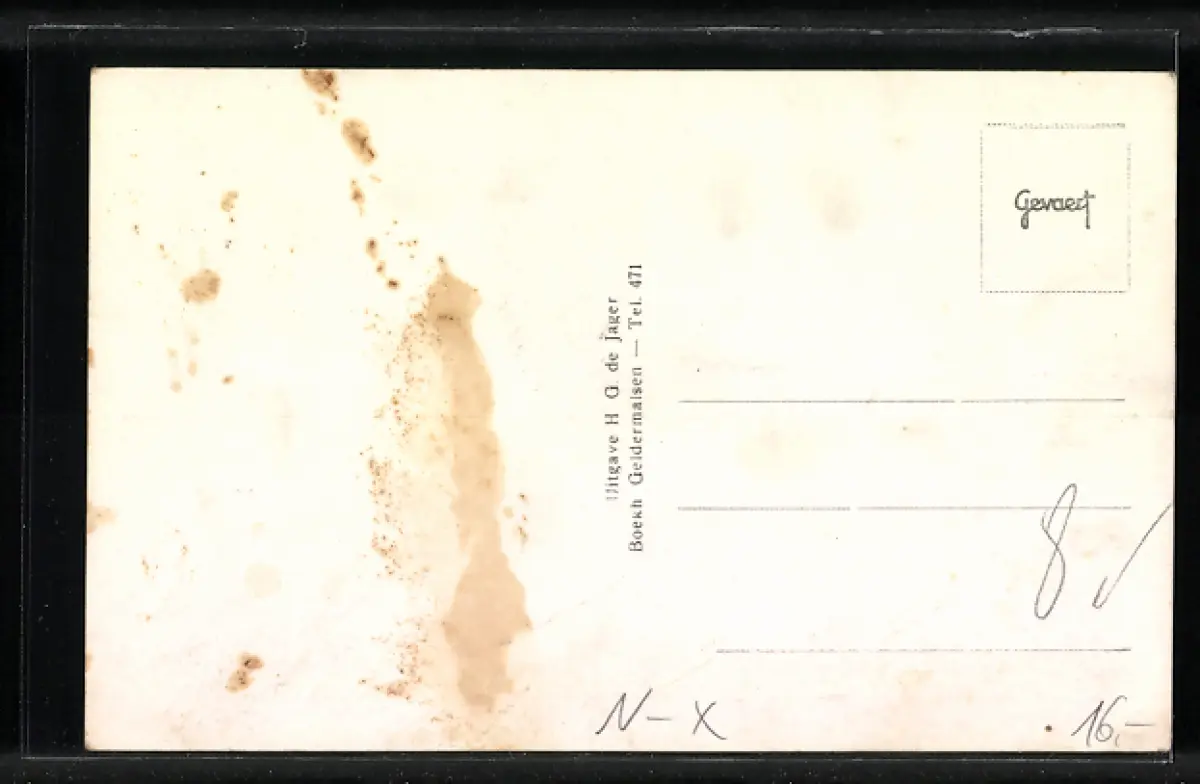 Gevaert
Uitgave H G. de Jager
Boekh Geldermalsen — Tel. 471
8
N – X
16,-